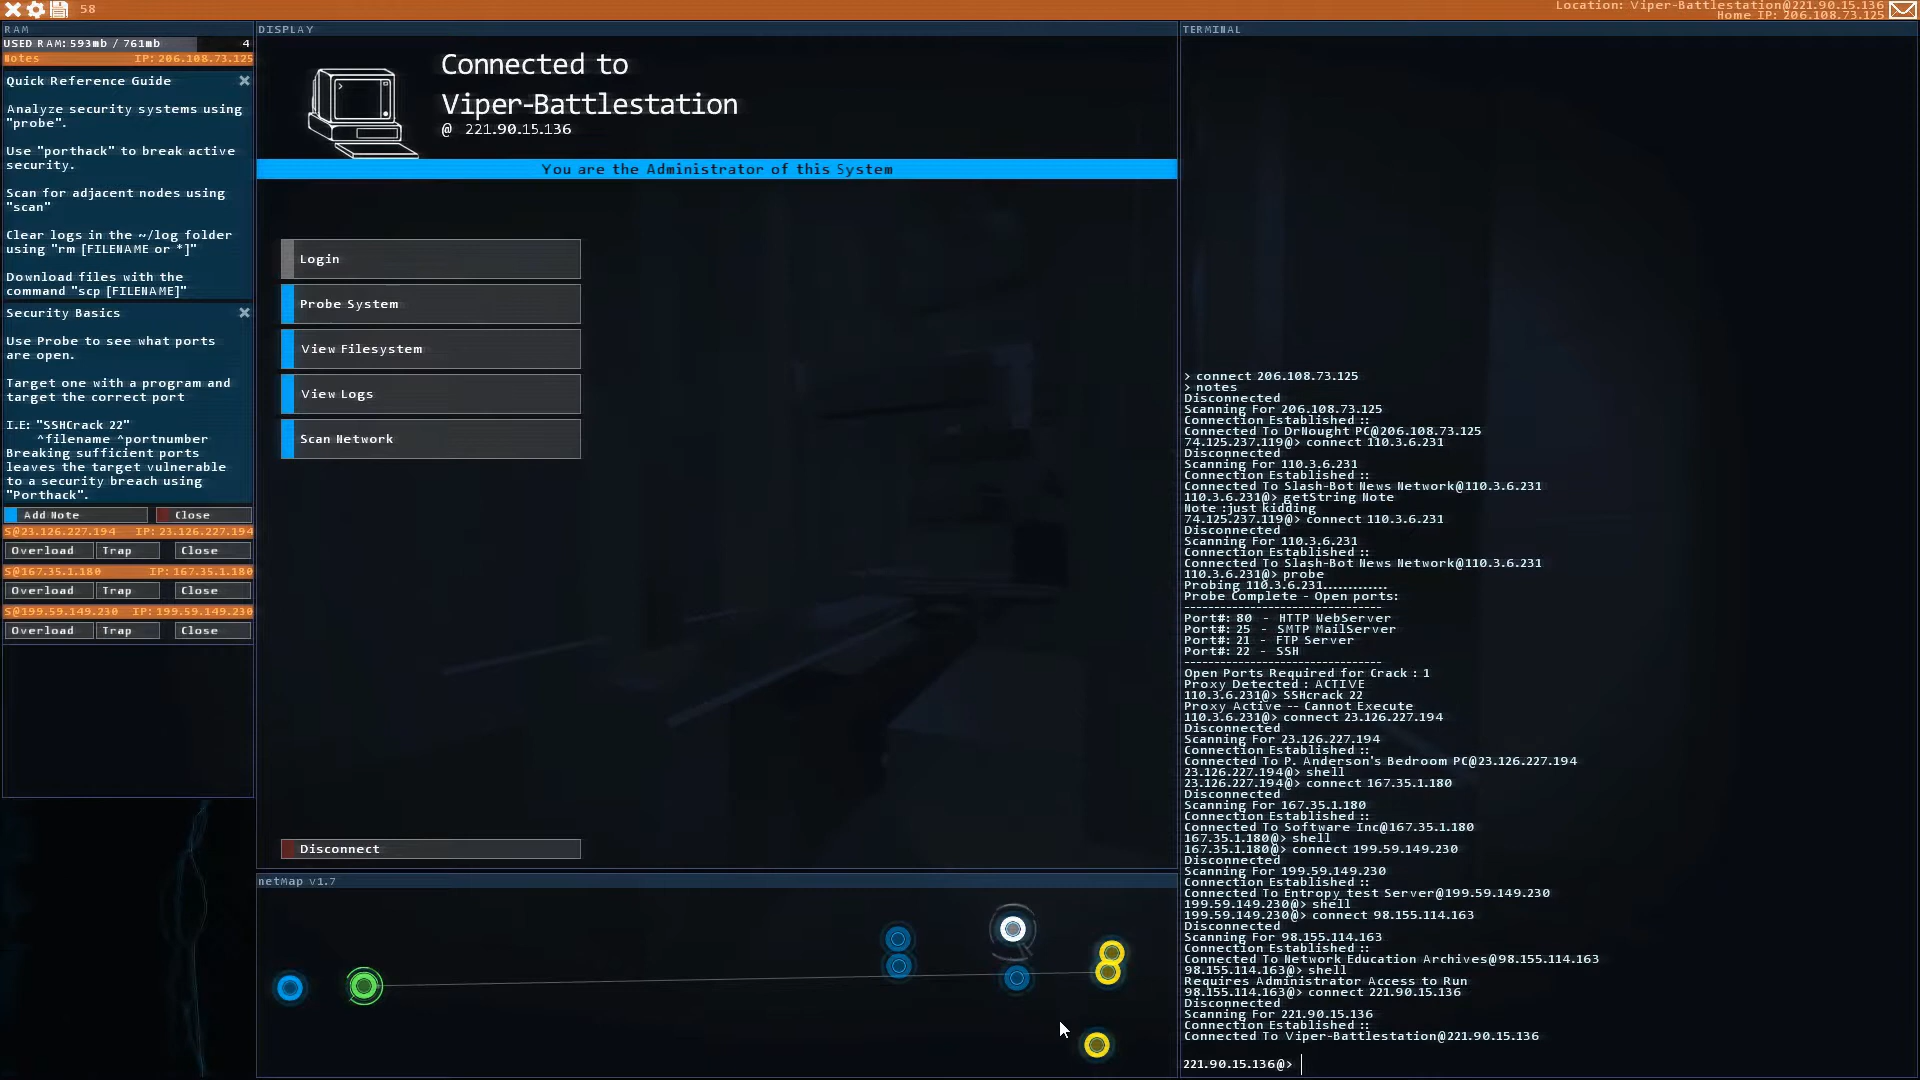 58
Location: Viper-Battlestation@221.90.15.136
Home IP: 206.108.73.125
RAM
USED RAM: 593mb / 761mb
4
Notes
IP: 206.108.73.125
Quick Reference Guide
Analyze security systems using
"probe".
Use "porthack" to break active
security.
Scan for adjacent nodes using
"scan"
Clear logs in the ~/log folder
using "rm [FILENAME or *]"
Download files with the
command "scp [FILENAME]"
Security Basics
Use Probe to see what ports
are open.
Target one with a program and
target the correct port
I.E: "SSHCrack 22"
^filename ^portnumber
Breaking sufficient ports
leaves the target vulnerable
to a security breach using
"Porthack".
Add Note
Close
S@23.126.227.194 IP: 23.126.227.194
Overload Trap Close
S@167.35.1.180 IP: 167.35.1.180
Overload Trap Close
S@199.59.149.230 IP: 199.59.149.230
Overload Trap Close
DISPLAY
Connected to
Viper-Battlestation
@ 221.90.15.136
You are the Administrator of this System
Login
Probe System
View Filesystem
View Logs
Scan Network
Disconnect
netMap v1.7
TERMINAL
> connect 206.108.73.125
> notes
Disconnected
Scanning For 206.108.73.125
Connection Established ::
Connected To DrNought PC@206.108.73.125
74.125.237.119@> connect 110.3.6.231
Disconnected
Scanning For 110.3.6.231
Connection Established ::
Connected To Slash-Bot News Network@110.3.6.231
110.3.6.231@> getString Note
Note :just kidding
74.125.237.119@> connect 110.3.6.231
Disconnected
Scanning For 110.3.6.231
Connection Established ::
Connected To Slash-Bot News Network@110.3.6.231
110.3.6.231@> probe
Probing 110.3.6.231............
Probe Complete - Open ports:
---------------------------------
Port#: 80 - HTTP WebServer
Port#: 25 - SMTP MailServer
Port#: 21 - FTP Server
Port#: 22 - SSH
---------------------------------
Open Ports Required for Crack : 1
Proxy Detected : ACTIVE
110.3.6.231@> SSHcrack 22
Proxy Active -- Cannot Execute
110.3.6.231@> connect 23.126.227.194
Disconnected
Scanning For 23.126.227.194
Connection Established ::
Connected To P. Anderson's Bedroom PC@23.126.227.194
23.126.227.194@> shell
23.126.227.194@> connect 167.35.1.180
Disconnected
Scanning For 167.35.1.180
Connection Established ::
Connected To Software Inc@167.35.1.180
167.35.1.180@> shell
167.35.1.180@> connect 199.59.149.230
Disconnected
Scanning For 199.59.149.230
Connection Established ::
Connected To Entropy test Server@199.59.149.230
199.59.149.230@> shell
199.59.149.230@> connect 98.155.114.163
Disconnected
Scanning For 98.155.114.163
Connection Established ::
Connected To Network Education Archives@98.155.114.163
98.155.114.163@> shell
Requires Administrator Access to Run
98.155.114.163@> connect 221.90.15.136
Disconnected
Scanning For 221.90.15.136
Connection Established ::
Connected To Viper-Battlestation@221.90.15.136
221.90.15.136@>